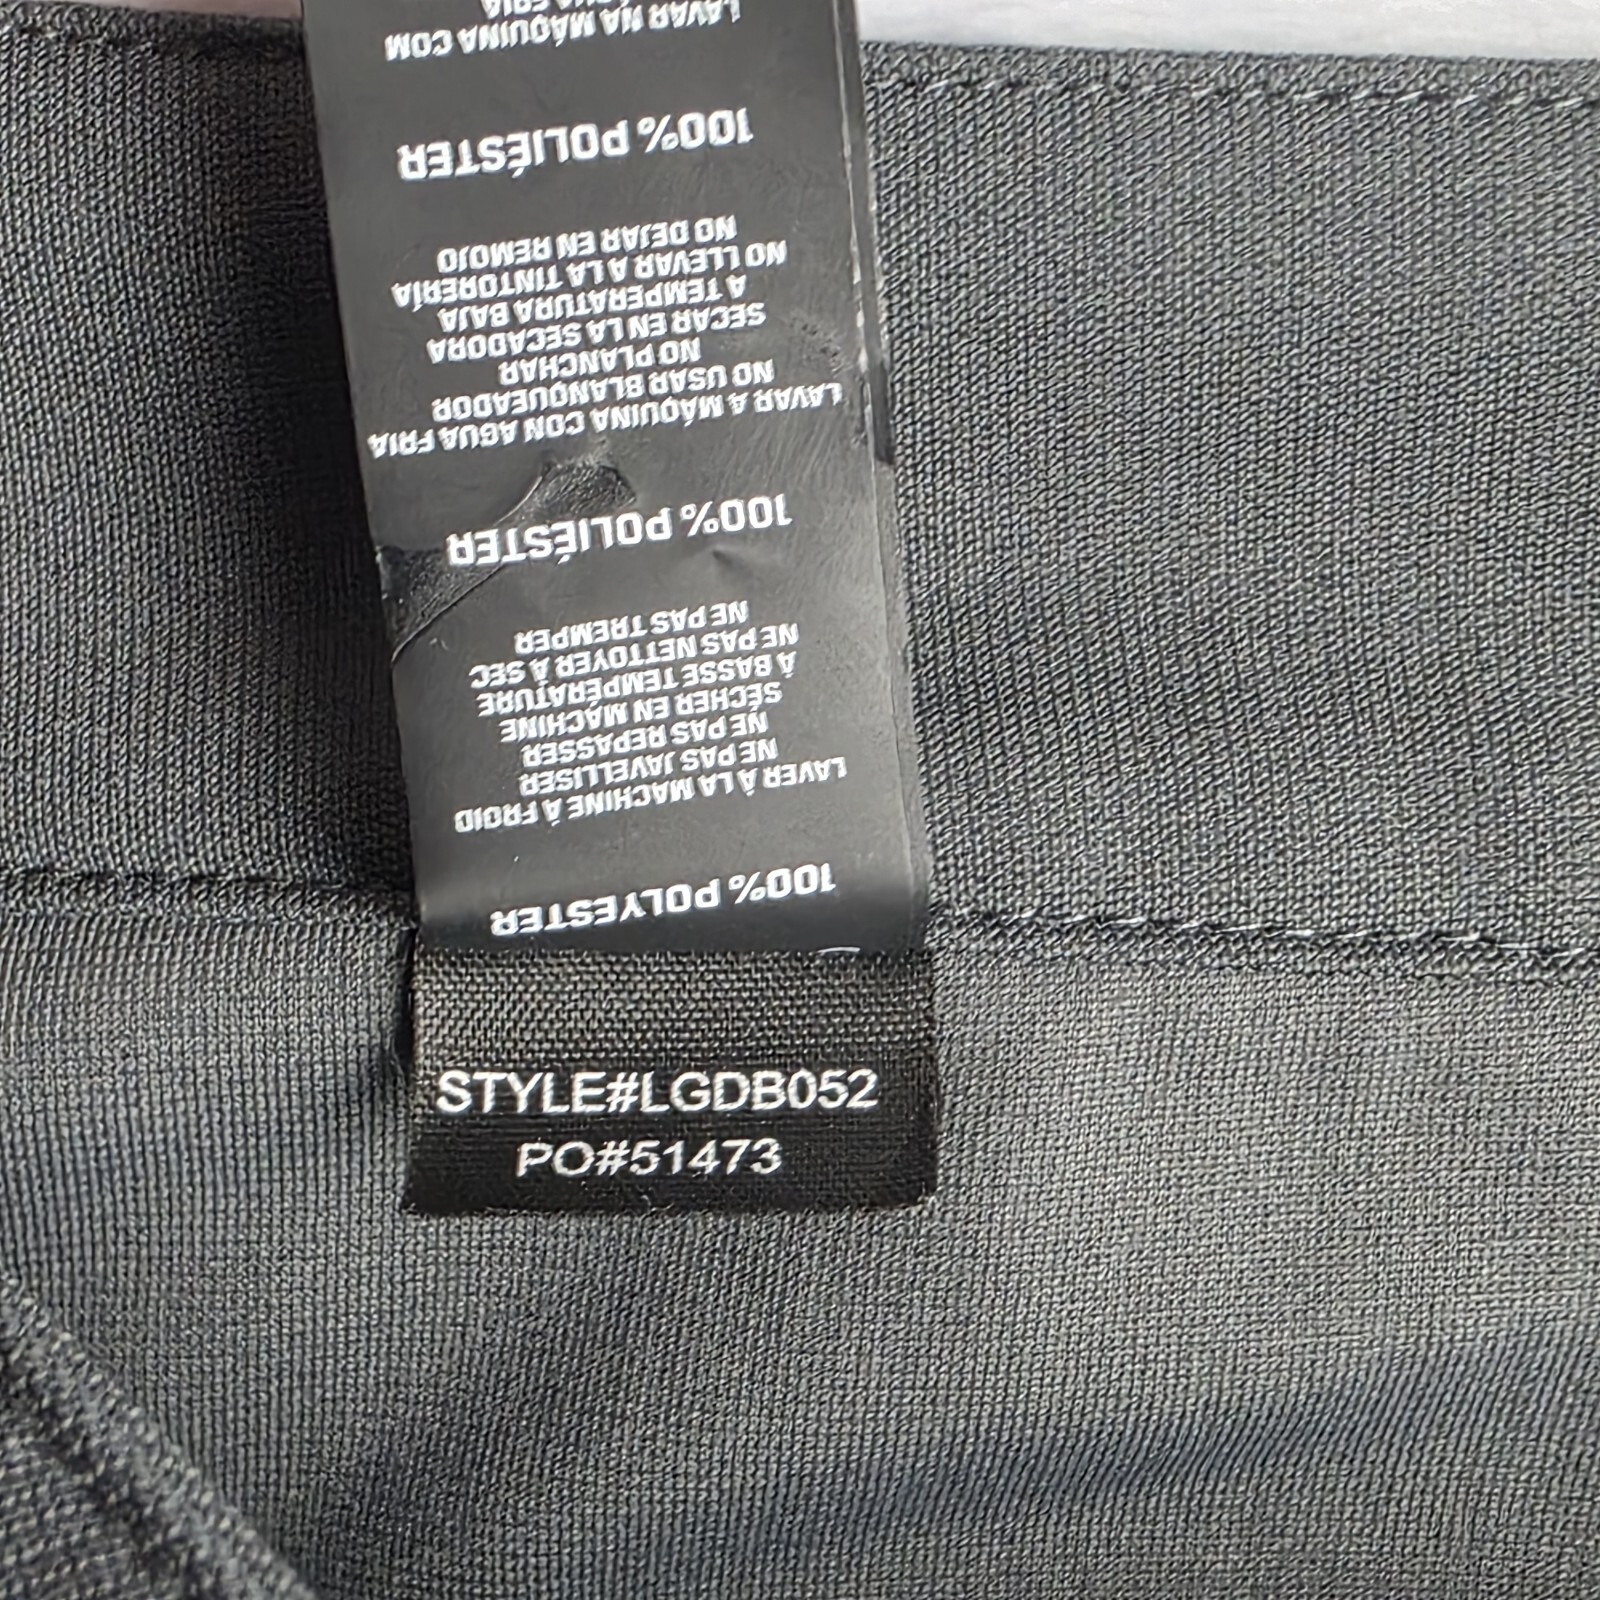 100% POLYESTER
LAVER À LA MACHINE À FROID
NE PAS JAVELLISER
NE PAS REPASSER
SÉCHER EN MACHINE
À BASSE TEMPÉRATURE
NE PAS NETTOYER À SEC
NE PAS TREMPER
100% POLIÉSTER
LAVAR A MÁQUINA CON AGUA FRIA
NO USAR BLANQUEADOR
NO PLANCHAR
SECAR EN LA SECADORA
A TEMPERATURA BAJA
NO LLEVAR A LA TINTORERÍA
NO DEJAR EN REMOJO
100% POLIÉSTER
LAVAR NA MÁQUINA COM
STYLE#LGDB052
PO#51473